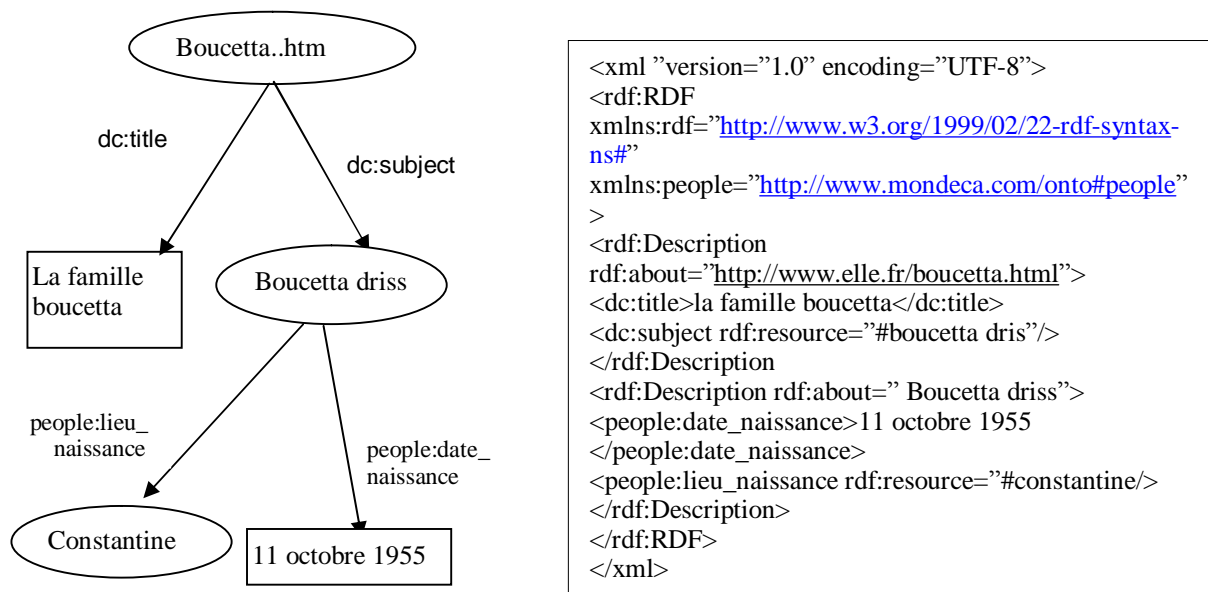 Boucetta..htm
dc:title
dc:subject
La famille
boucetta
Boucetta driss
people:lieu_
naissance
people:date_
naissance
Constantine
11 octobre 1955
<xml ”version=”1.0” encoding=”UTF-8”>
<rdf:RDF
xmlns:rdf=”http://www.w3.org/1999/02/22-rdf-syntax-
ns#”
xmlns:people=”http://www.mondeca.com/onto#people”
>
<rdf:Description
rdf:about=”http://www.elle.fr/boucetta.html”>
<dc:title>la famille boucetta</dc:title>
<dc:subject rdf:resource=”#boucetta dris”/>
</rdf:Description
<rdf:Description rdf:about=” Boucetta driss”>
<people:date_naissance>11 octobre 1955
</people:date_naissance>
<people:lieu_naissance rdf:resource=”#constantine/>
</rdf:Description>
</rdf:RDF>
</xml>